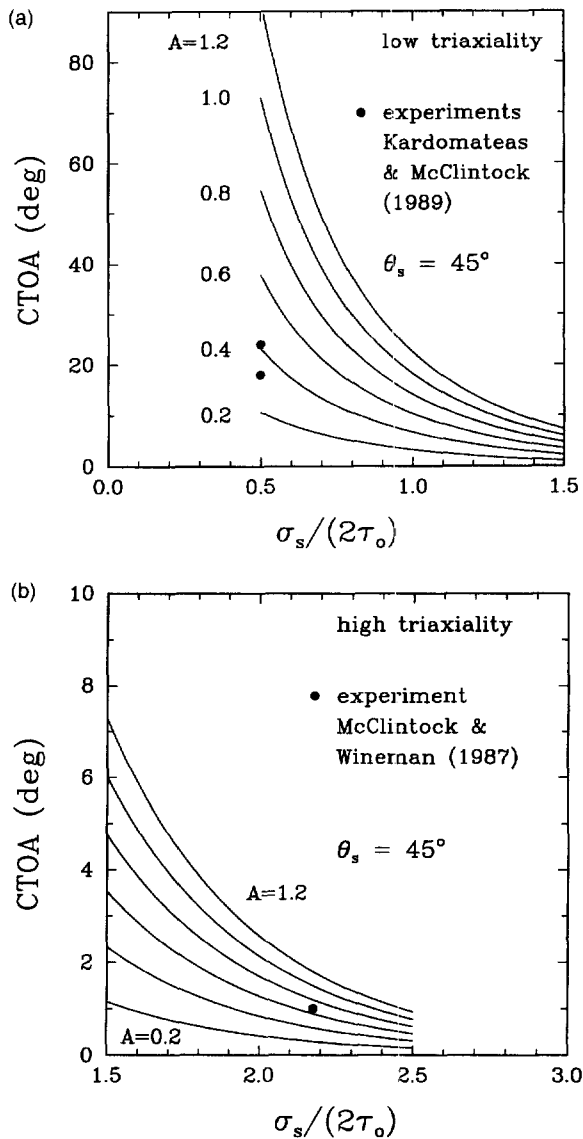 (a)
CTOA (deg)
80
60
40
20
0
A=1.2
1.0
0.8
0.6
0.4
0.2
low triaxiality
● experiments
Kardomateas
& McClintock
(1989)
θs = 45°
0.0 0.5 1.0 1.5
σs/(2τo)
(b)
CTOA (deg)
10
8
6
4
2
0
high triaxiality
● experiment
McClintock &
Wineman (1987)
θs = 45°
A=1.2
A=0.2
1.5 2.0 2.5 3.0
σs/(2τo)